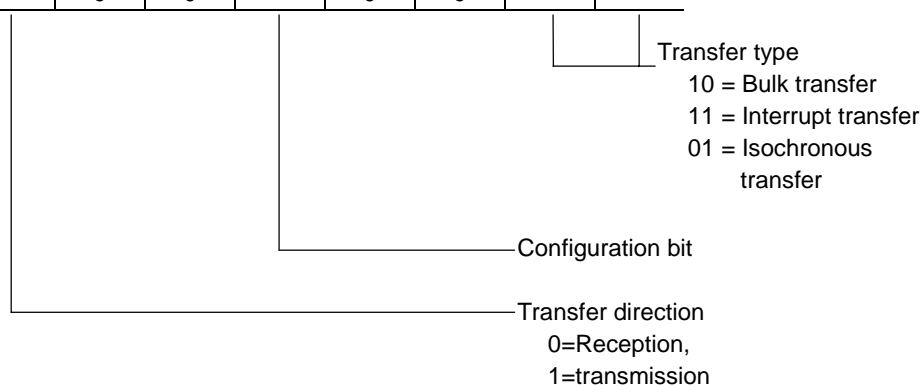 Transfer type
10 = Bulk transfer
11 = Interrupt transfer
01 = Isochronous
transfer
Configuration bit
Transfer direction
0=Reception,
1=transmission